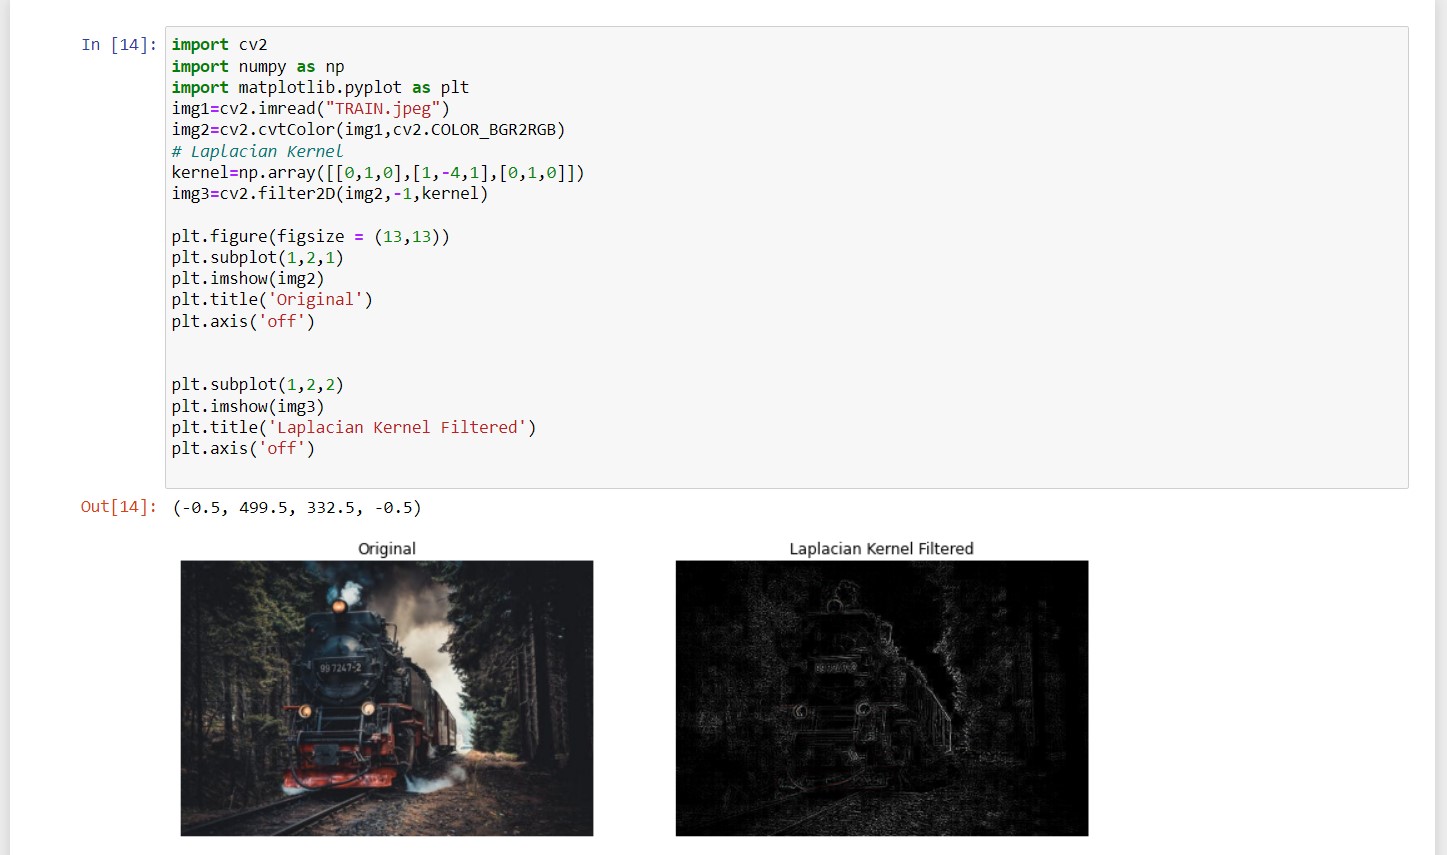 In [14]:
import cv2
import numpy as np
import matplotlib.pyplot as plt
img1=cv2.imread("TRAIN.jpeg")
img2=cv2.cvtColor(img1,cv2.COLOR_BGR2RGB)
# Laplacian Kernel
kernel=np.array([[0,1,0],[1,-4,1],[0,1,0]])
img3=cv2.filter2D(img2,-1,kernel)
plt.figure(figsize = (13,13))
plt.subplot(1,2,1)
plt.imshow(img2)
plt.title('Original')
plt.axis('off')
plt.subplot(1,2,2)
plt.imshow(img3)
plt.title('Laplacian Kernel Filtered')
plt.axis('off')
Out[14]: (-0.5, 499.5, 332.5, -0.5)
Original
Laplacian Kernel Filtered
99 7247-2